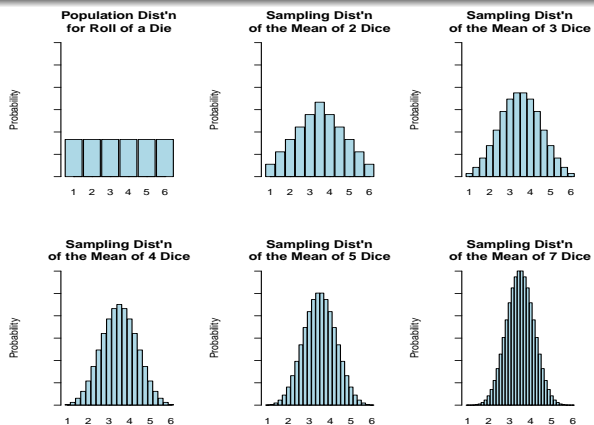 Population Dist'n
for Roll of a Die
Probability
1 2 3 4 5 6
Sampling Dist'n
of the Mean of 2 Dice
Probability
1 2 3 4 5 6
Sampling Dist'n
of the Mean of 3 Dice
Probability
1 2 3 4 5 6
Sampling Dist'n
of the Mean of 4 Dice
Probability
1 2 3 4 5 6
Sampling Dist'n
of the Mean of 5 Dice
Probability
1 2 3 4 5 6
Sampling Dist'n
of the Mean of 7 Dice
Probability
1 2 3 4 5 6